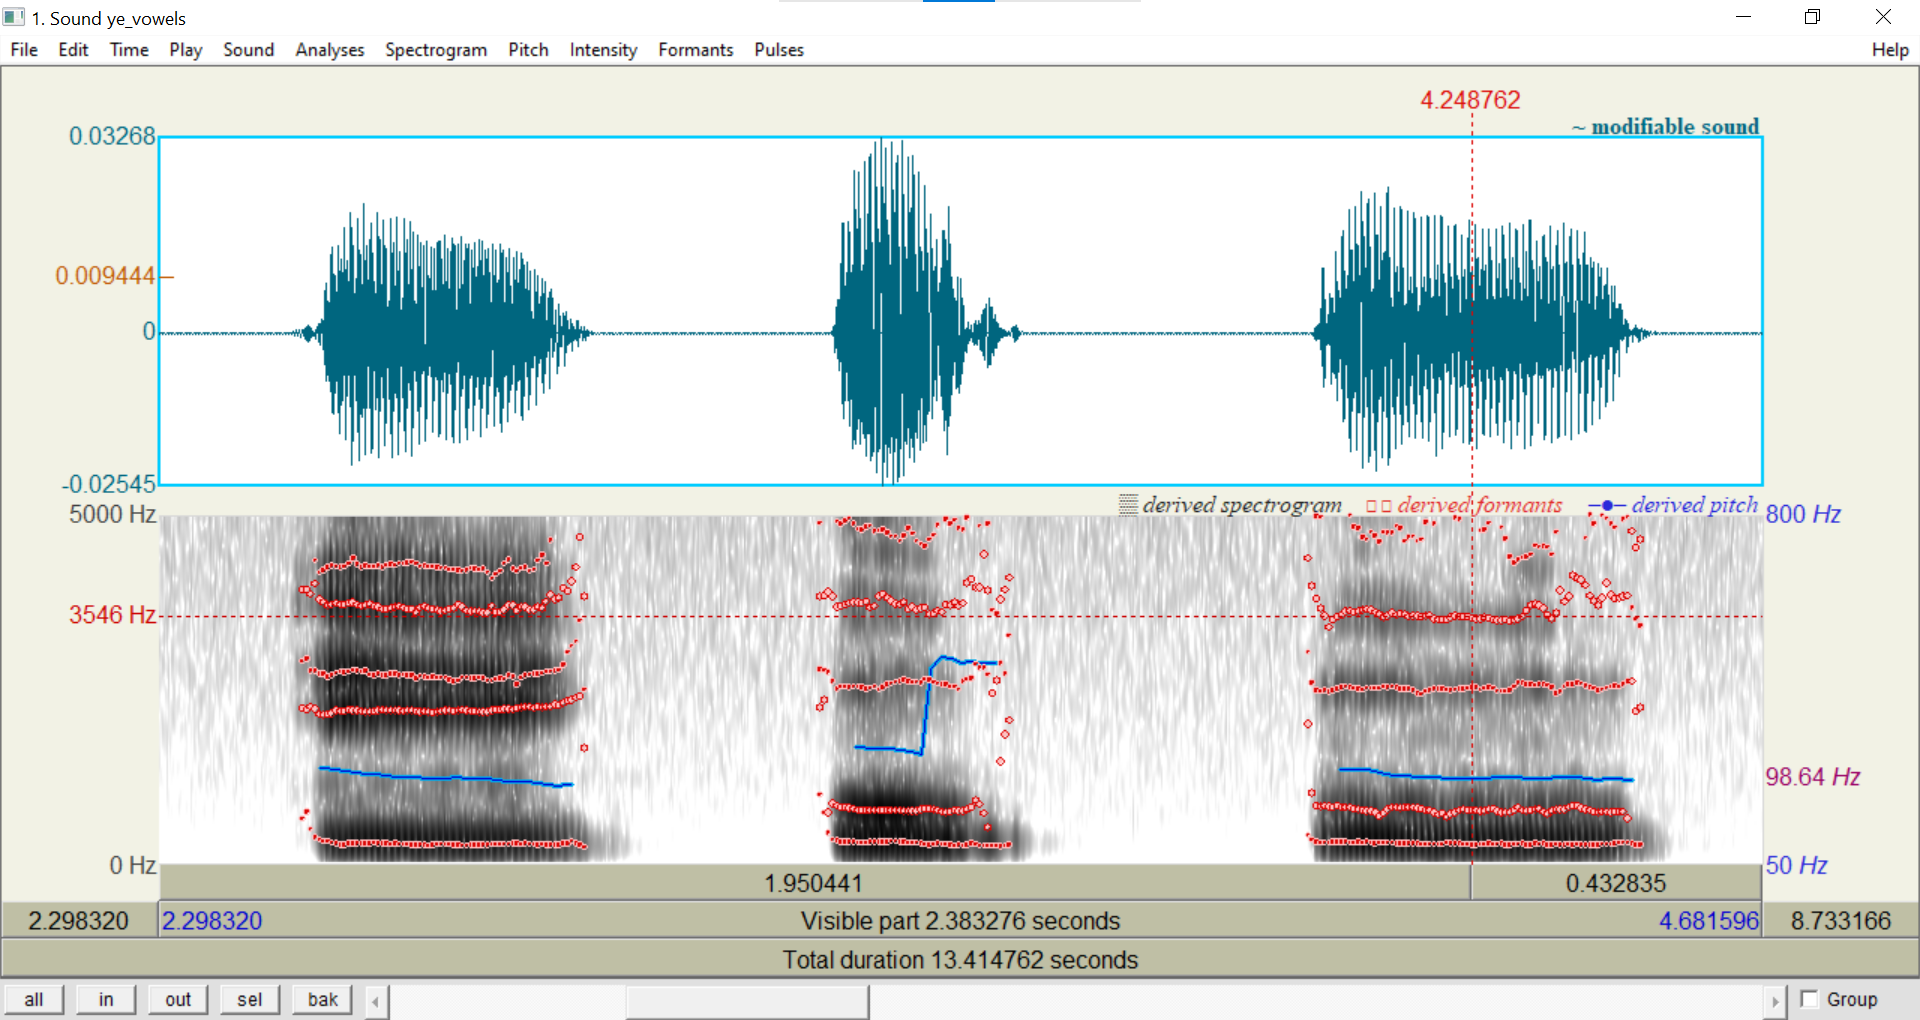 1. Sound ye_vowels
File Edit Time Play Sound Analyses Spectrogram Pitch Intensity Formants Pulses Help
4.248762
~ modifiable sound
0.03268
0.009444
0
-0.02545
derived spectrogram derived formants derived pitch
5000 Hz 800 Hz
3546 Hz
98.64 Hz
0 Hz 50 Hz
1.950441 0.432835
2.298320 2.298320 Visible part 2.383276 seconds 4.681596 8.733166
Total duration 13.414762 seconds
all in out sel bak Group